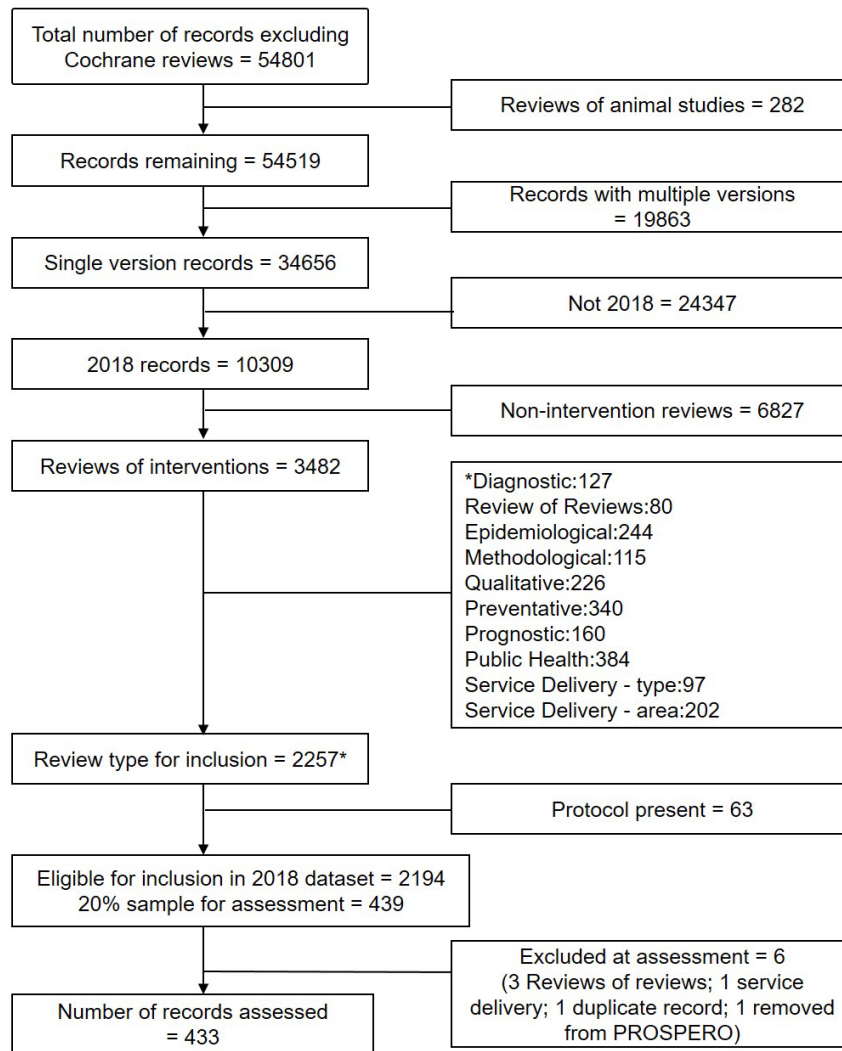 Total number of records excluding
Cochrane reviews = 54801
Reviews of animal studies = 282
Records remaining = 54519
Records with multiple versions
= 19863
Single version records = 34656
Not 2018 = 24347
2018 records = 10309
Non-intervention reviews = 6827
Reviews of interventions = 3482
*Diagnostic:127
Review of Reviews:80
Epidemiological:244
Methodological:115
Qualitative:226
Preventative:340
Prognostic:160
Public Health:384
Service Delivery - type:97
Service Delivery - area:202
Review type for inclusion = 2257*
Protocol present = 63
Eligible for inclusion in 2018 dataset = 2194
20% sample for assessment = 439
Excluded at assessment = 6
(3 Reviews of reviews; 1 service
delivery; 1 duplicate record; 1 removed
from PROSPERO)
Number of records assessed
= 433